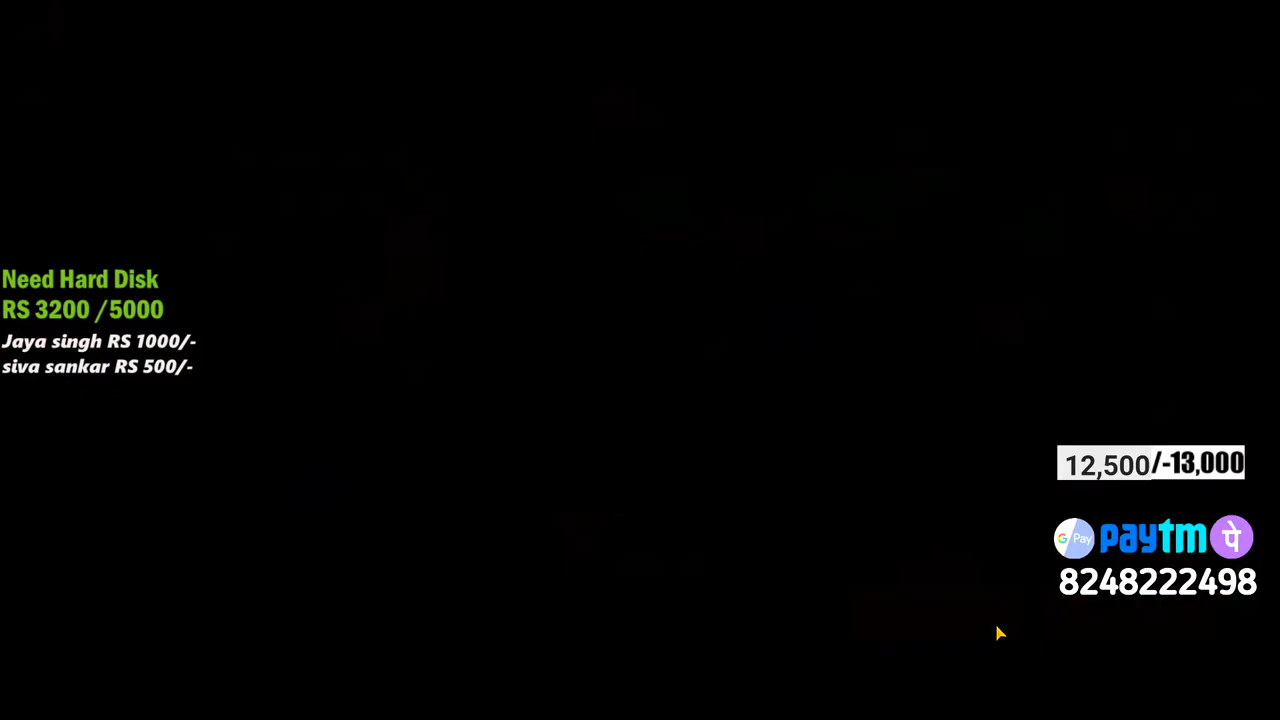 Need Hard Disk
RS 3200 /5000
Jaya singh RS 1000/-
siva sankar RS 500/-
12,500/-13,000
G Pay paytm पे
8248222498